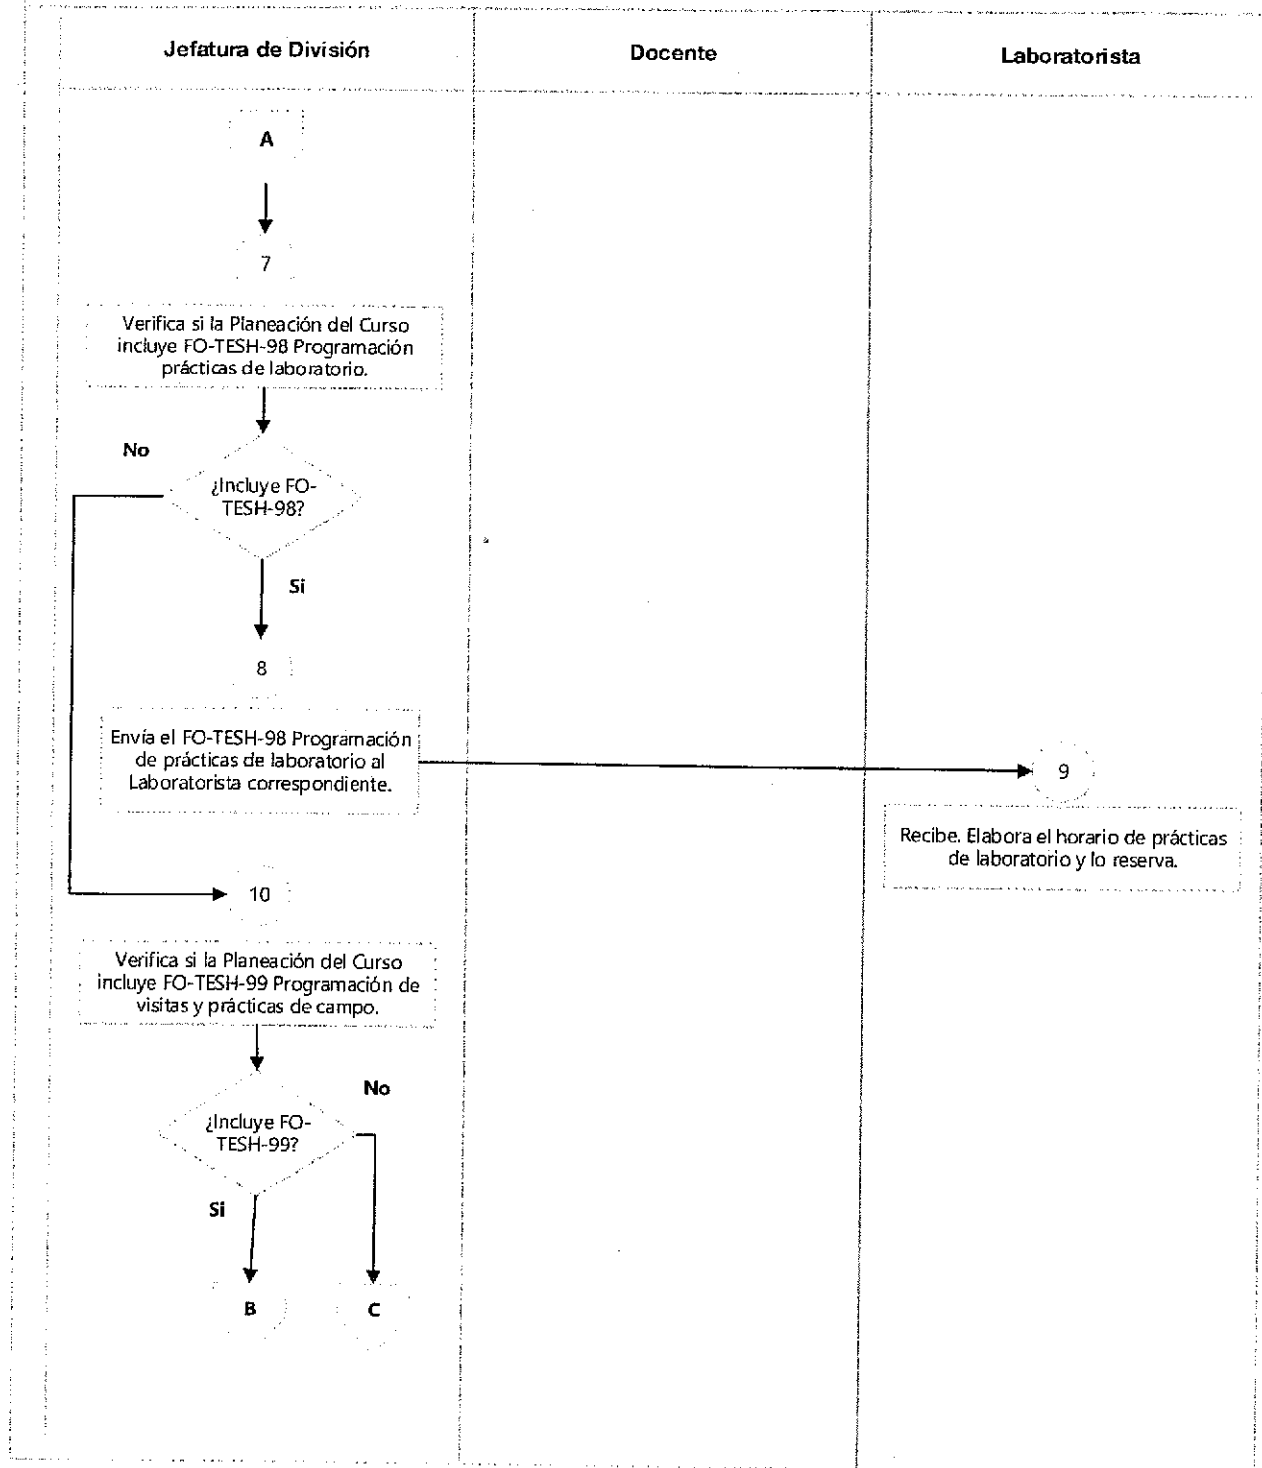 Jefatura de División
Docente
Laboratorista
A
7
Verifica si la Planeación del Curso
incluye FO-TESH-98 Programación
prácticas de laboratorio.
No
¿Incluye FO-
TESH-98?
Si
8
Envía el FO-TESH-98 Programación
de prácticas de laboratorio al
Laboratorista correspondiente.
9
Recibe. Elabora el horario de prácticas
de laboratorio y lo reserva.
10
Verifica si la Planeación del Curso
incluye FO-TESH-99 Programación de
visitas y prácticas de campo.
No
¿Incluye FO-
TESH-99?
Si
B
C